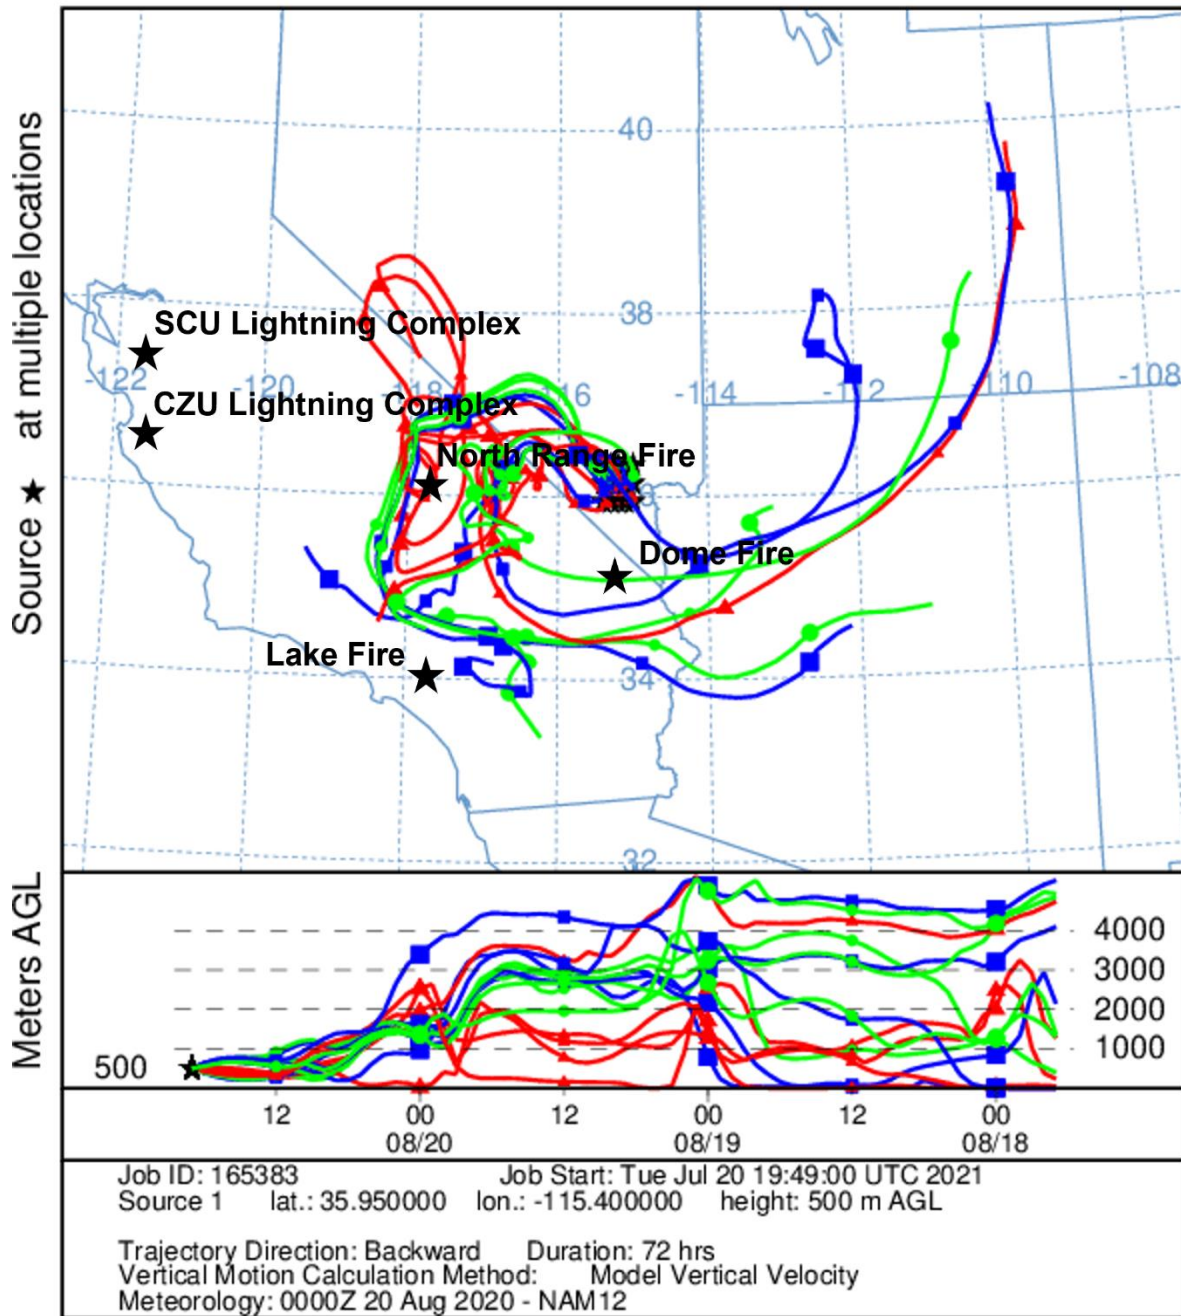 Source ★ at multiple locations
40
38
SCU Lightning Complex
-122 -120 -118 -116 -114 -112 -110 -108
CZU Lightning Complex
North Range Fire
Dome Fire
Lake Fire
34
32
Meters AGL
4000
3000
2000
1000
500
12 00 12 00 12 00
08/20 08/19 08/18
Job ID: 165383 Job Start: Tue Jul 20 19:49:00 UTC 2021
Source 1 lat.: 35.950000 lon.: -115.400000 height: 500 m AGL
Trajectory Direction: Backward Duration: 72 hrs
Vertical Motion Calculation Method: Model Vertical Velocity
Meteorology: 0000Z 20 Aug 2020 - NAM12